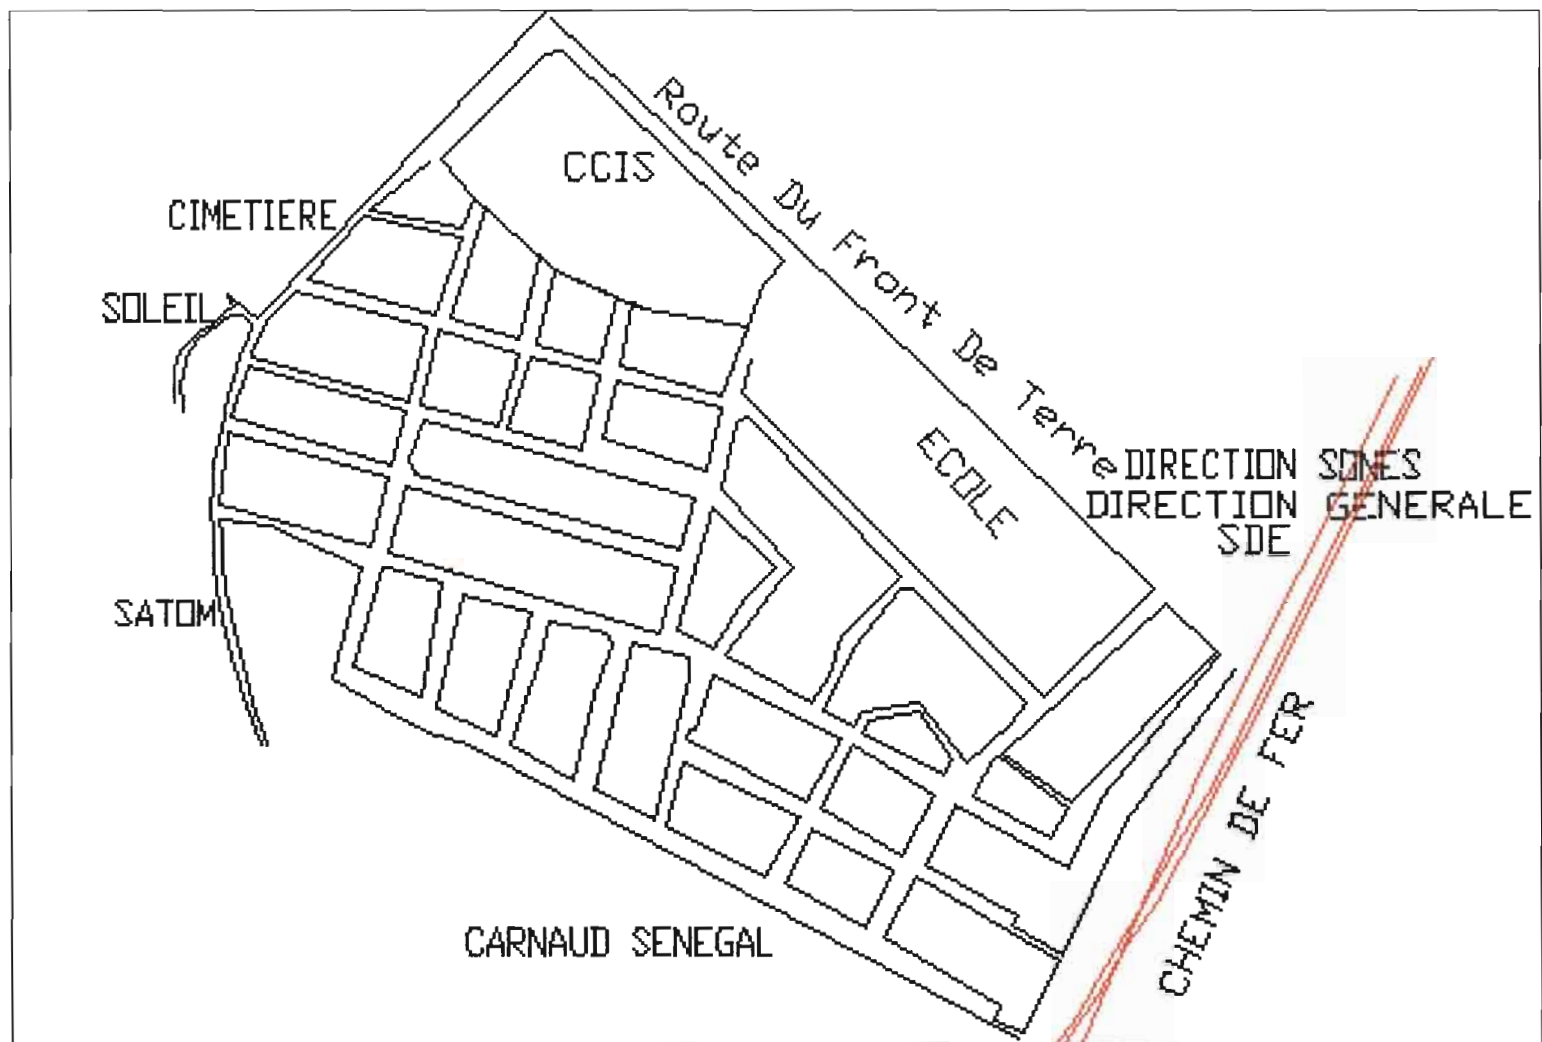 Route Du Front De Terre
CCIS
CIMETIERE
SOLEIL
ECOLE
DIRECTION SONES
DIRECTION GENERALE
SDE
SATOM
CHEMIN DE FER
CARNAUD SENEGAL